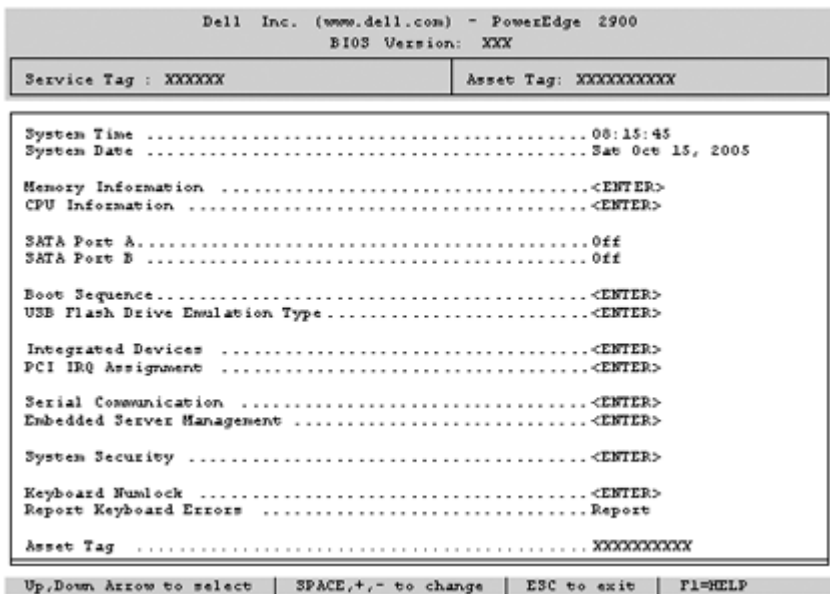 Dell Inc. (www.dell.com) - PowerEdge 2900
BIOS Version: XXX
Service Tag : XXXXXX
Asset Tag: XXXXXXXXXX
System Time ......................................................08:15:45
System Date ......................................................Sat Oct 15, 2005
Memory Information .............................................<ENTER>
CPU Information .................................................<ENTER>
SATA Port A.......................................................Off
SATA Port B ......................................................Off
Boot Sequence.....................................................<ENTER>
USB Flash Drive Emulation Type................................<ENTER>
Integrated Devices .............................................<ENTER>
PCI IRQ Assignment .............................................<ENTER>
Serial Communication ...........................................<ENTER>
Embedded Server Management ....................................<ENTER>
System Security .................................................<ENTER>
Keyboard Numlock ...............................................<ENTER>
Report Keyboard Errors ........................................Report
Asset Tag .......................................................XXXXXXXXXX
Up,Down Arrow to select | SPACE,+,- to change | ESC to exit | F1=HELP